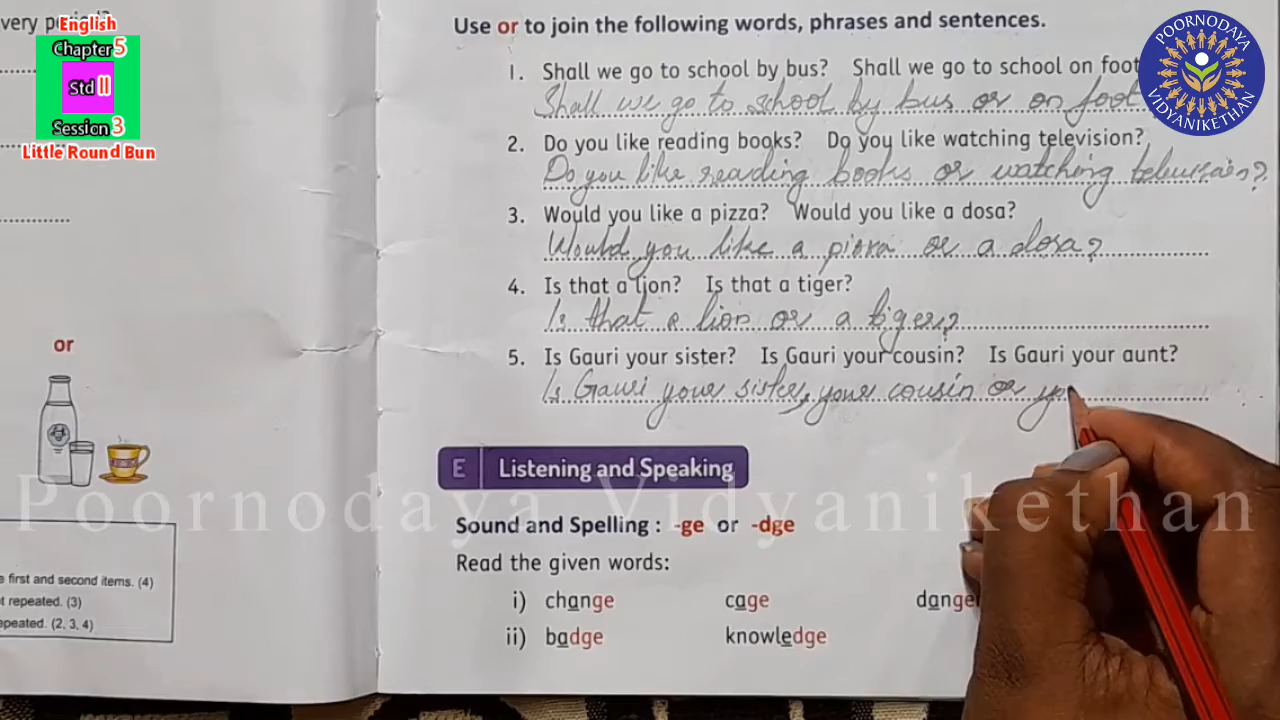 very period?
English
Chapter 5
Std II
Session 3
Little Round Bun
POORNODAYA
VIDYANIKETHAN
Use or to join the following words, phrases and sentences.
1. Shall we go to school by bus? Shall we go to school on foot
Shall we go to school by bus or on foot
2. Do you like reading books? Do you like watching television?
Do you like reading books or watching television?
3. Would you like a pizza? Would you like a dosa?
Would you like a pizza or a dosa?
4. Is that a lion? Is that a tiger?
Is that a lion or a tiger?
5. Is Gauri your sister? Is Gauri your cousin? Is Gauri your aunt?
Is Gauri your sister, your cousin or yo
or
E Listening and Speaking
Poornodaya Vidyanikethan
Sound and Spelling : -ge or -dge
Read the given words:
i) change cage dange
ii) badge knowledge
first and second items. (4)
t repeated. (3)
epeated. (2, 3, 4)